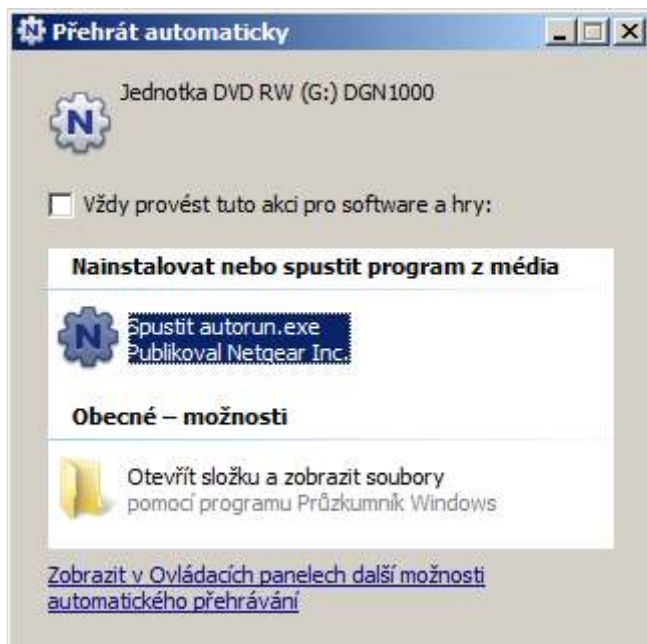 Přehrát automaticky
Jednotka DVD RW (G:) DGN1000
N
Vždy provést tuto akci pro software a hry:
Nainstalovat nebo spustit program z média
N
Spustit autorun.exe
Publikoval Netgear Inc.
Obecné – možnosti
Otevřít složku a zobrazit soubory
pomocí programu Průzkumník Windows
Zobrazit v Ovládacích panelech další možnosti
automatického přehrávání